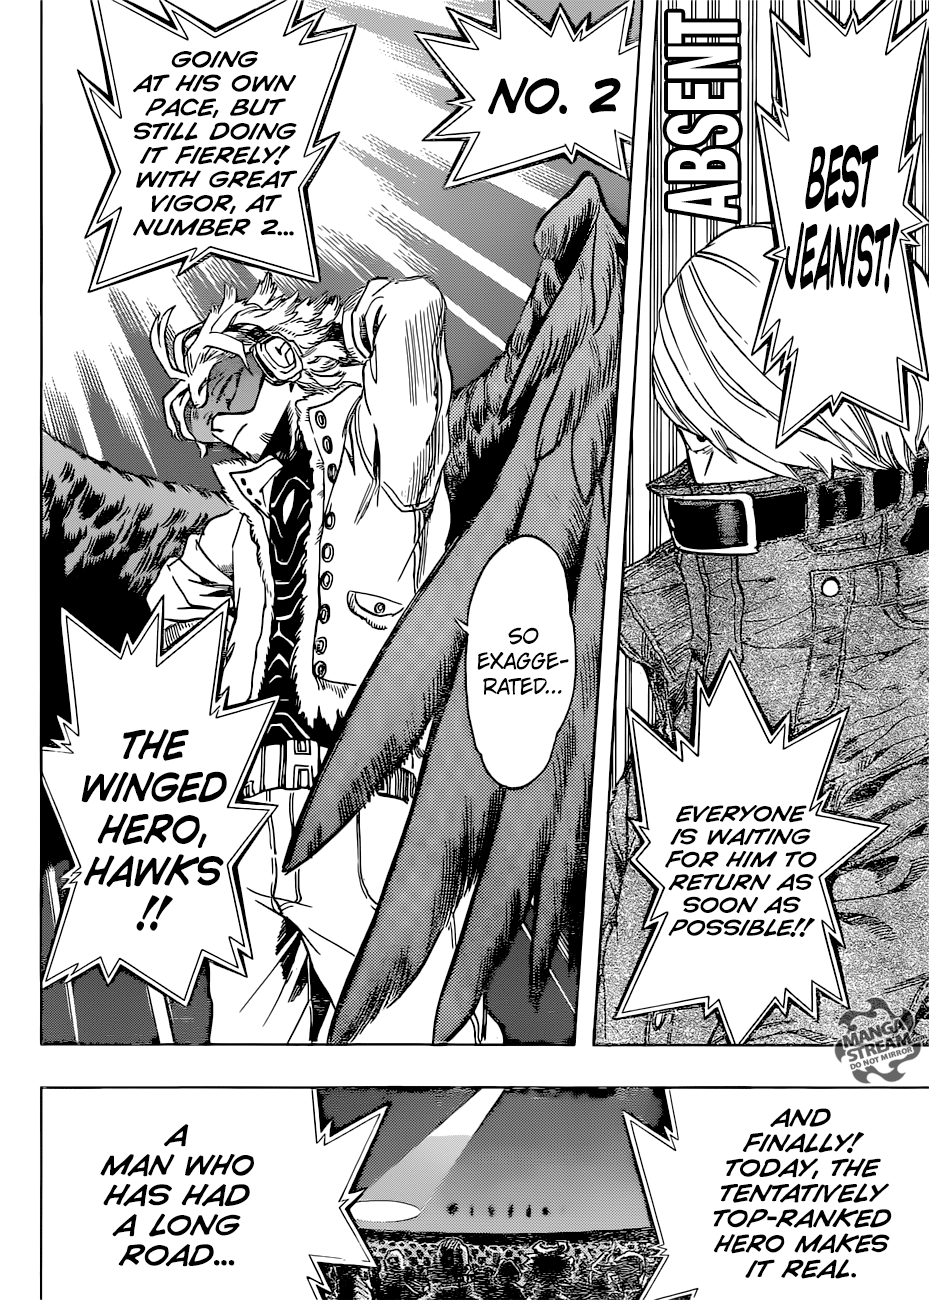 BEST
JEANIST!
ABSENT
EVERYONE
IS WAITING
FOR HIM TO
RETURN AS
SOON AS
POSSIBLE!!
NO. 2
GOING
AT HIS OWN
PACE, BUT
STILL DOING
IT FIERELY!
WITH GREAT
VIGOR, AT
NUMBER 2...
SO
EXAGGE-
RATED...
THE
WINGED
HERO,
HAWKS
!!
MANGA
STREAM
DO NOT MIRROR
AND
FINALLY!
TODAY, THE
TENTATIVELY
TOP-RANKED
HERO MAKES
IT REAL.
A
MAN WHO
HAS HAD
A LONG
ROAD...